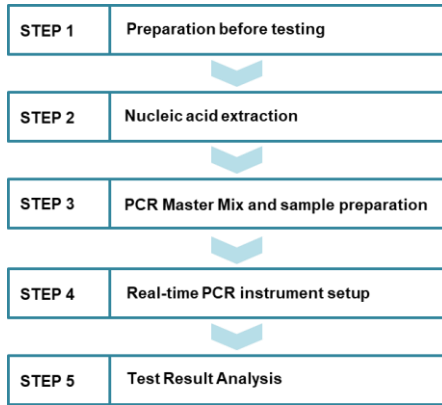 STEP 1 Preparation before testing
STEP 2 Nucleic acid extraction
STEP 3 PCR Master Mix and sample preparation
STEP 4 Real-time PCR instrument setup
STEP 5 Test Result Analysis